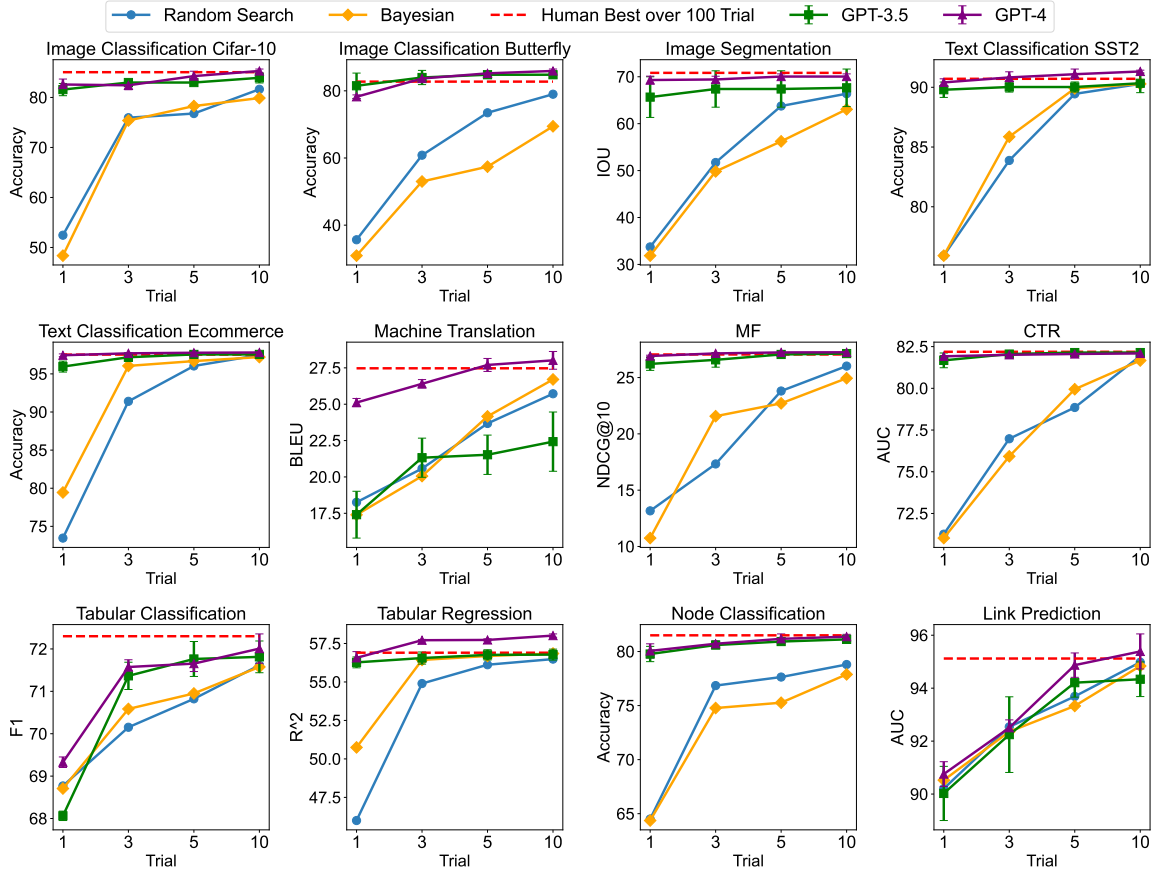 Random Search Bayesian Human Best over 100 Trial GPT-3.5 GPT-4
Image Classification Cifar-10
Accuracy
80
70
60
50
1 3 5 10
Trial
Image Classification Butterfly
Accuracy
80
60
40
1 3 5 10
Trial
Image Segmentation
IOU
70
60
50
40
30
1 3 5 10
Trial
Text Classification SST2
Accuracy
90
85
80
1 3 5 10
Trial
Text Classification Ecommerce
Accuracy
95
90
85
80
75
1 3 5 10
Trial
Machine Translation
BLEU
27.5
25.0
22.5
20.0
17.5
1 3 5 10
Trial
MF
NDCG@10
25
20
15
10
1 3 5 10
Trial
CTR
AUC
82.5
80.0
77.5
75.0
72.5
1 3 5 10
Trial
Tabular Classification
F1
72
71
70
69
68
1 3 5 10
Trial
Tabular Regression
R^2
57.5
55.0
52.5
50.0
47.5
1 3 5 10
Trial
Node Classification
Accuracy
80
75
70
65
1 3 5 10
Trial
Link Prediction
AUC
96
94
92
90
1 3 5 10
Trial